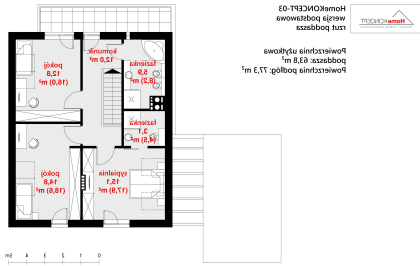 HomeKONCEPT-03
wersja podstawowa
rzut poddasza
HomeKONCEPT
Powierzchnia użytkowa
poddasza: 63,8 m²
Powierzchnia podłóg: 77,3 m²
komunik.
12,0 m²
łazienka
5,9
(8,2) m²
pokój
12,8
(16,0) m²
łazienka
3,1
(4,5) m²
sypialnia
15,1
(17,9) m²
pokój
14,8
(18,6) m²
0 1 2 3 4 5m